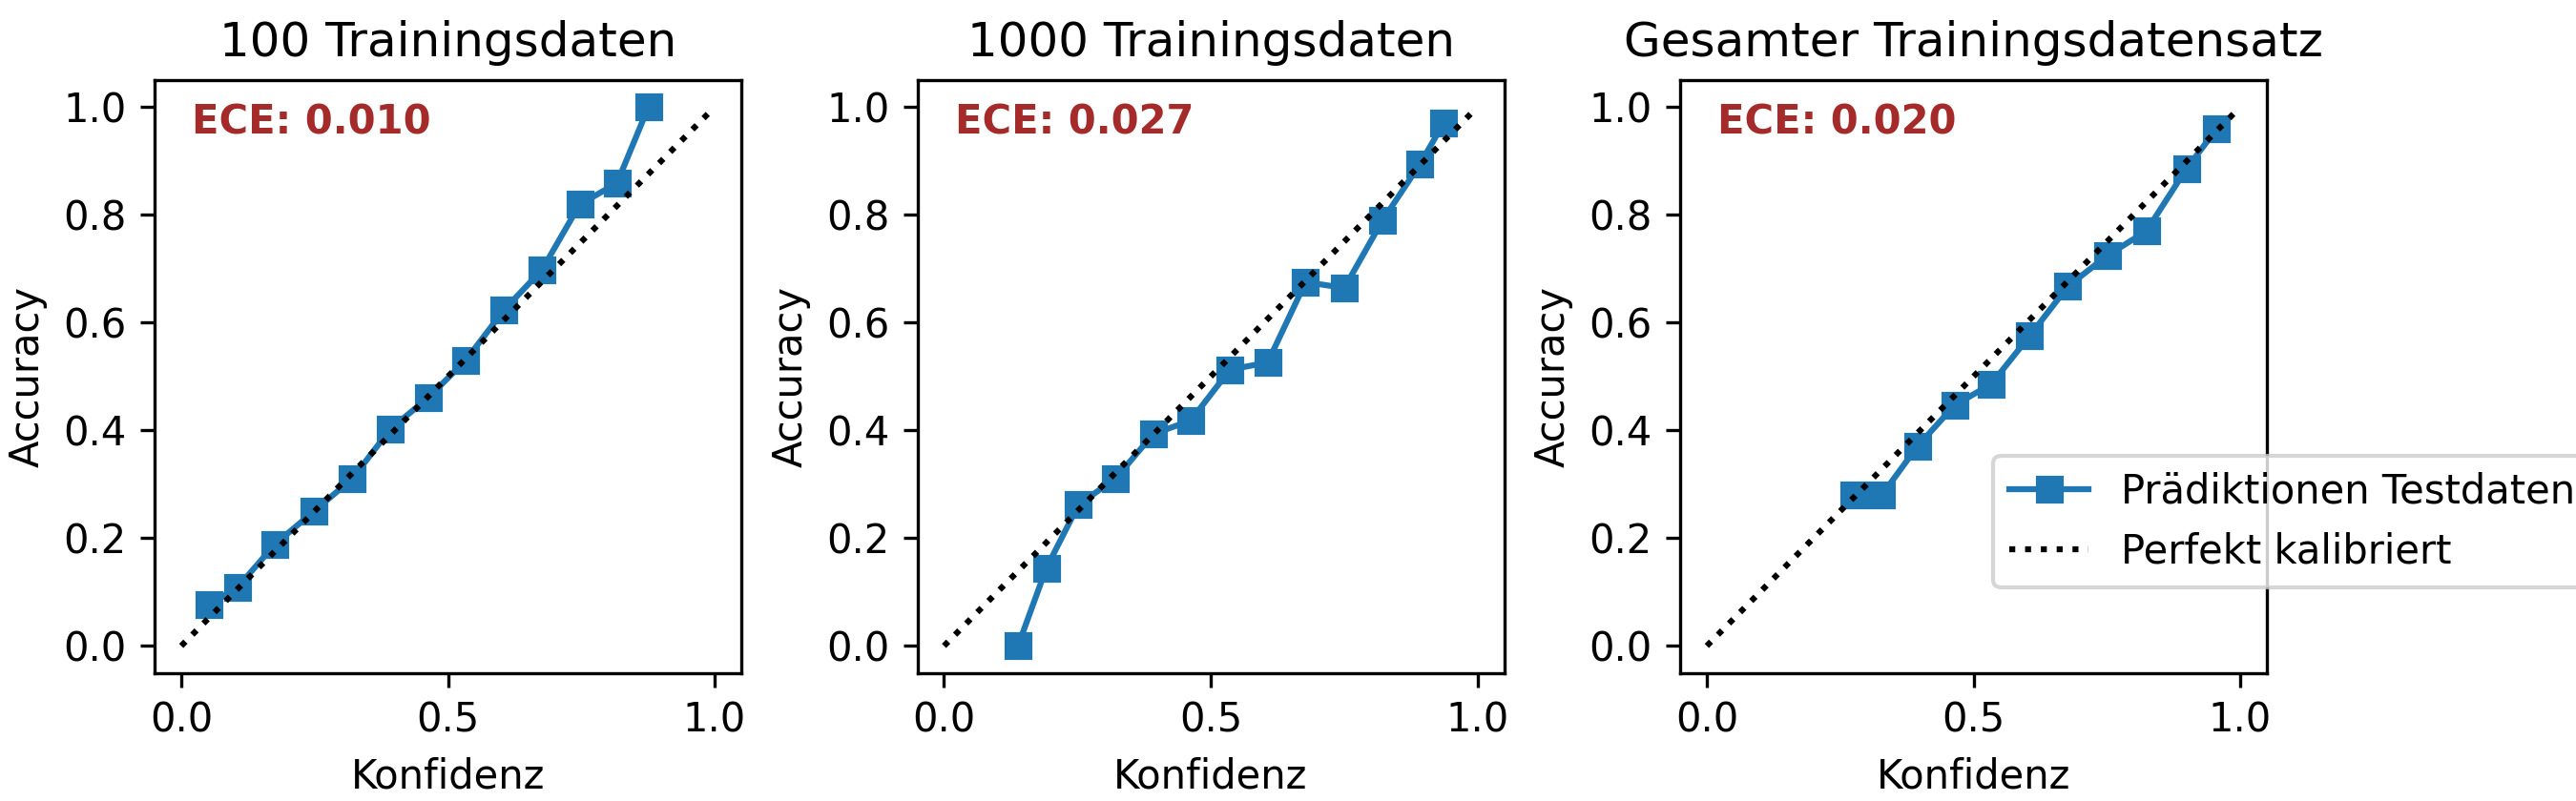 100 Trainingsdaten
1000 Trainingsdaten
Gesamter Trainingsdatensatz
ECE: 0.010
ECE: 0.027
ECE: 0.020
Accuracy
1.0
0.8
0.6
0.4
0.2
0.0
0.0 0.5 1.0
Konfidenz
Accuracy
1.0
0.8
0.6
0.4
0.2
0.0
0.0 0.5 1.0
Konfidenz
Accuracy
1.0
0.8
0.6
0.4
0.2
0.0
0.0 0.5 1.0
Konfidenz
Prädiktionen Testdaten
Perfekt kalibriert